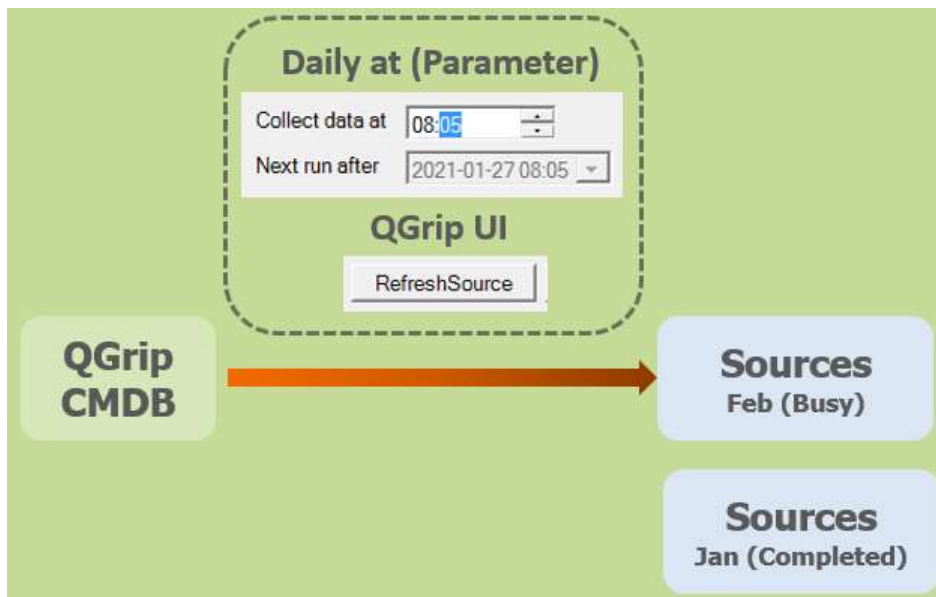 Daily at (Parameter)
Collect data at 08:05
Next run after 2021-01-27 08:05
QGrip UI
RefreshSource
QGrip
CMDB
Sources
Feb (Busy)
Sources
Jan (Completed)